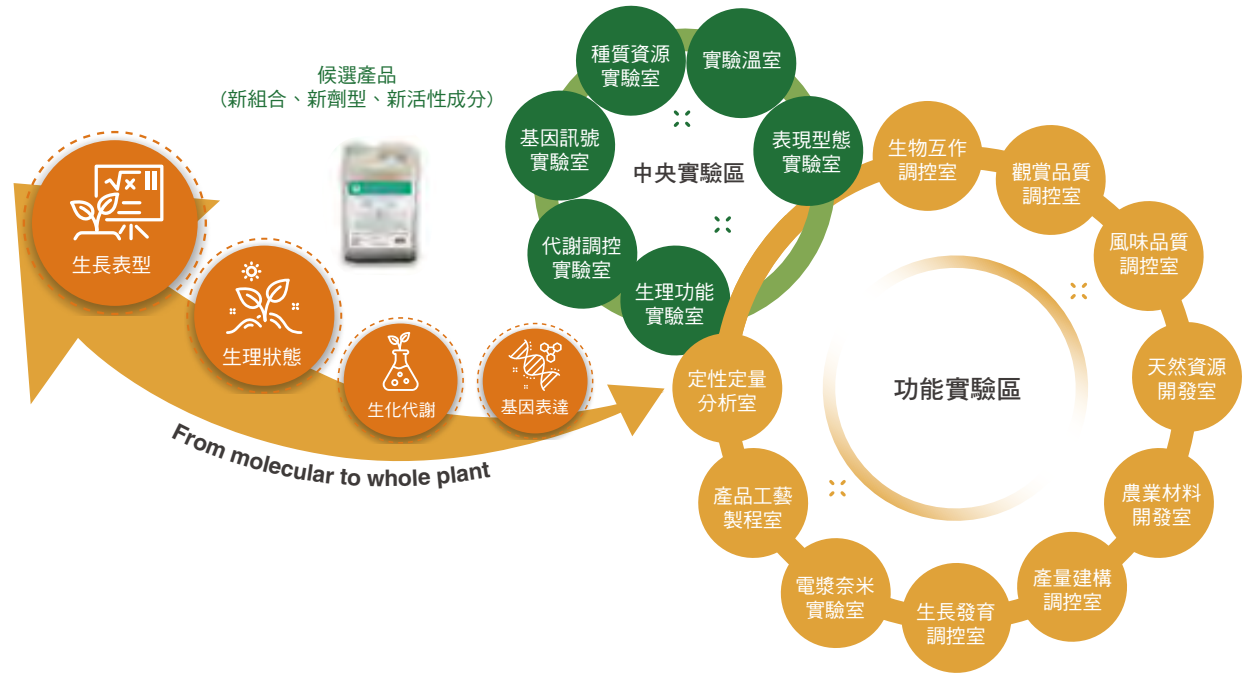 候選產品
（新組合、新劑型、新活性成分）
生長表型
生理狀態
生化代謝
基因表達
From molecular to whole plant
種質資源
實驗室
實驗溫室
基因訊號
實驗室
表現型態
實驗室
中央實驗區
代謝調控
實驗室
生理功能
實驗室
生物互作
調控室
觀賞品質
調控室
風味品質
調控室
天然資源
開發室
農業材料
開發室
產量建構
調控室
生長發育
調控室
電漿奈米
實驗室
產品工藝
製程室
定性定量
分析室
功能實驗區